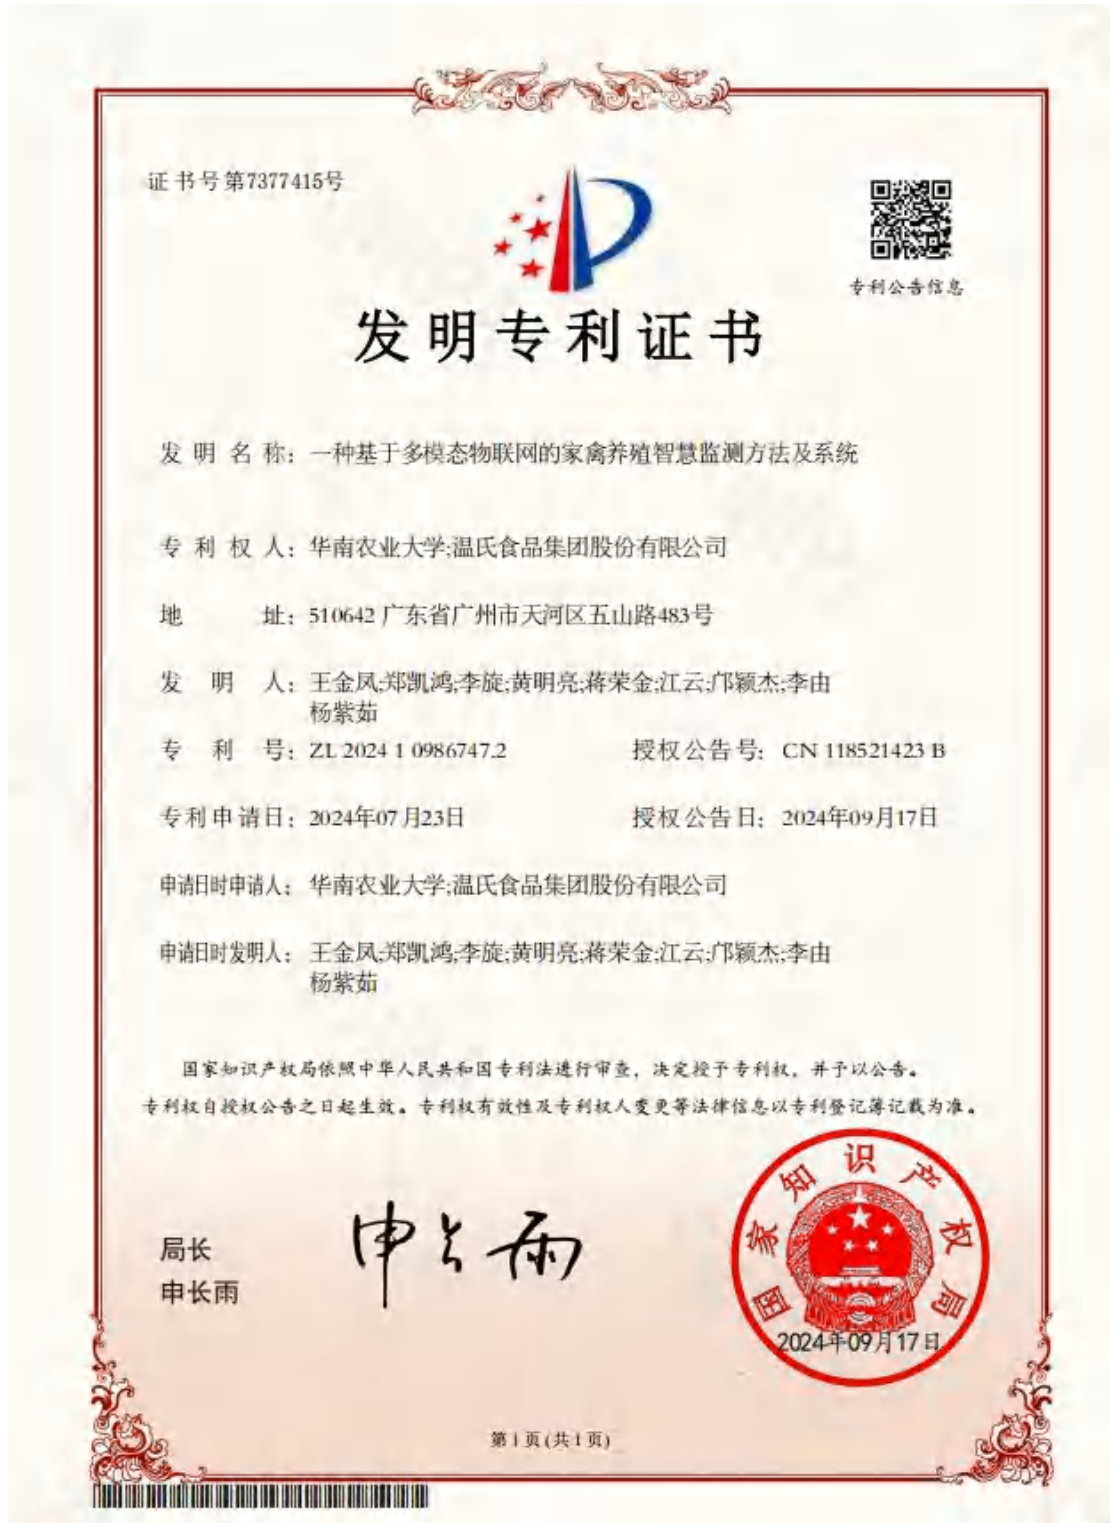 证书号第7377415号
专利公告信息
发明专利证书
发明名称：一种基于多模态物联网的家禽养殖智慧监测方法及系统
专利权人：华南农业大学;温氏食品集团股份有限公司
地址：510642 广东省广州市天河区五山路483号
发明人：王金凤;郑凯鸿;李旋;黄明亮;蒋荣金;江云;邝颖杰;李由
杨紫茹
专利号：ZL 2024 1 0986747.2 授权公告号：CN 118521423 B
专利申请日：2024年07月23日 授权公告日：2024年09月17日
申请日时申请人：华南农业大学;温氏食品集团股份有限公司
申请日时发明人：王金凤;郑凯鸿;李旋;黄明亮;蒋荣金;江云;邝颖杰;李由
杨紫茹
国家知识产权局依照中华人民共和国专利法进行审查，决定授予专利权，并予以公告。
专利权自授权公告之日起生效。专利权有效性及专利权人变更等法律信息以专利登记簿记载为准。
局长
申长雨
申长雨
国家知识产权局
2024年09月17日
第1页(共1页)